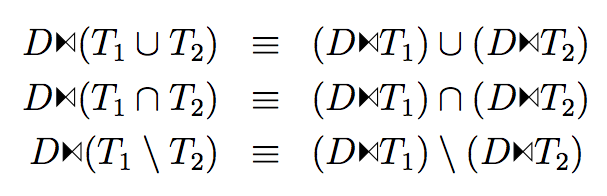 D⧑(T₁ ∪ T₂) ≡ (D⧑T₁) ∪ (D⧑T₂)
D⧑(T₁ ∩ T₂) ≡ (D⧑T₁) ∩ (D⧑T₂)
D⧑(T₁ \ T₂) ≡ (D⧑T₁) \ (D⧑T₂)